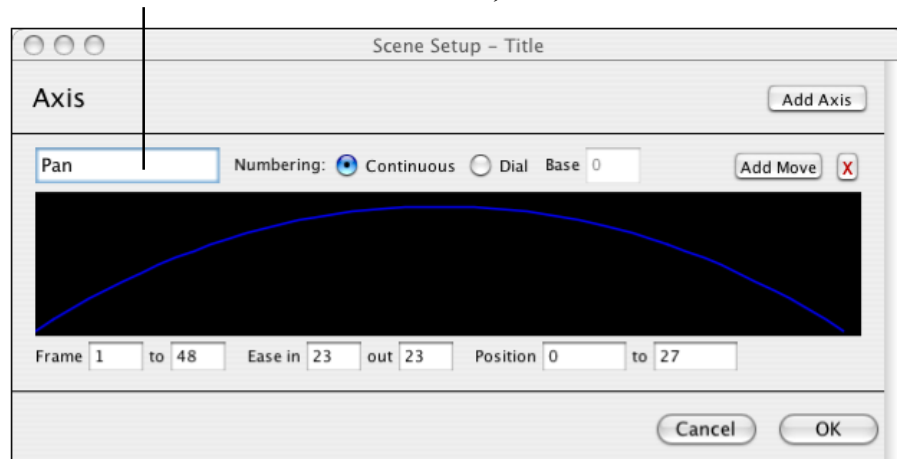 Scene Setup – Title
Axis Add Axis
Pan Numbering: Continuous Dial Base 0 Add Move X
Frame 1 to 48 Ease in 23 out 23 Position 0 to 27
Cancel OK